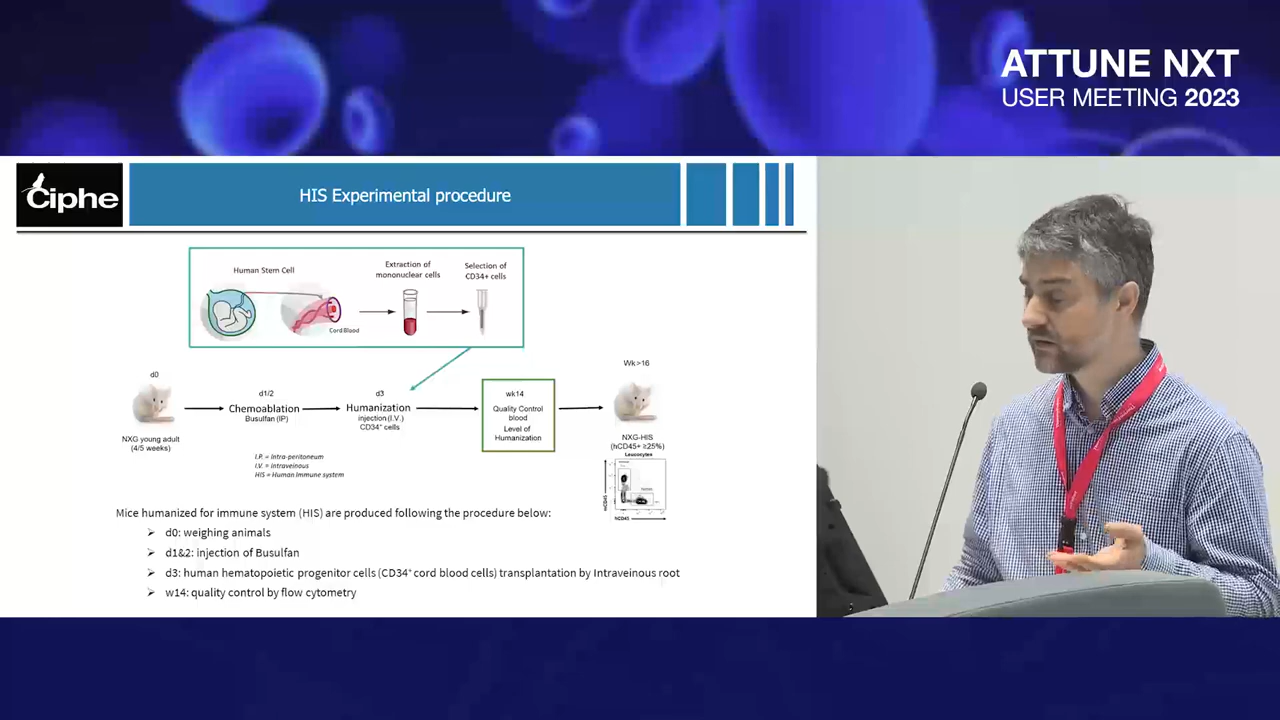 ATTUNE NXT
USER MEETING 2023
Ciphe
HIS Experimental procedure
Human Stem Cell
Cord Blood
Extraction of
mononuclear cells
Selection of
CD34+ cells
d0
NXG young adult
(4/5 weeks)
d1/2
Chemoablation
Busulfan (IP)
d3
Humanization
injection (I.V.)
CD34+ cells
wk14
Quality Control
blood
Level of
Humanization
Wk>16
NXG-HIS
(hCD45+ ≥25%)
Leucocytes
mCD45
hCD45
I.P. = Intra-peritoneum
I.V. = Intraveinous
HIS = Human Immune system
Mice humanized for immune system (HIS) are produced following the procedure below:
➢ d0: weighing animals
➢ d1&2: injection of Busulfan
➢ d3: human hematopoietic progenitor cells (CD34+ cord blood cells) transplantation by Intraveinous root
➢ w14: quality control by flow cytometry